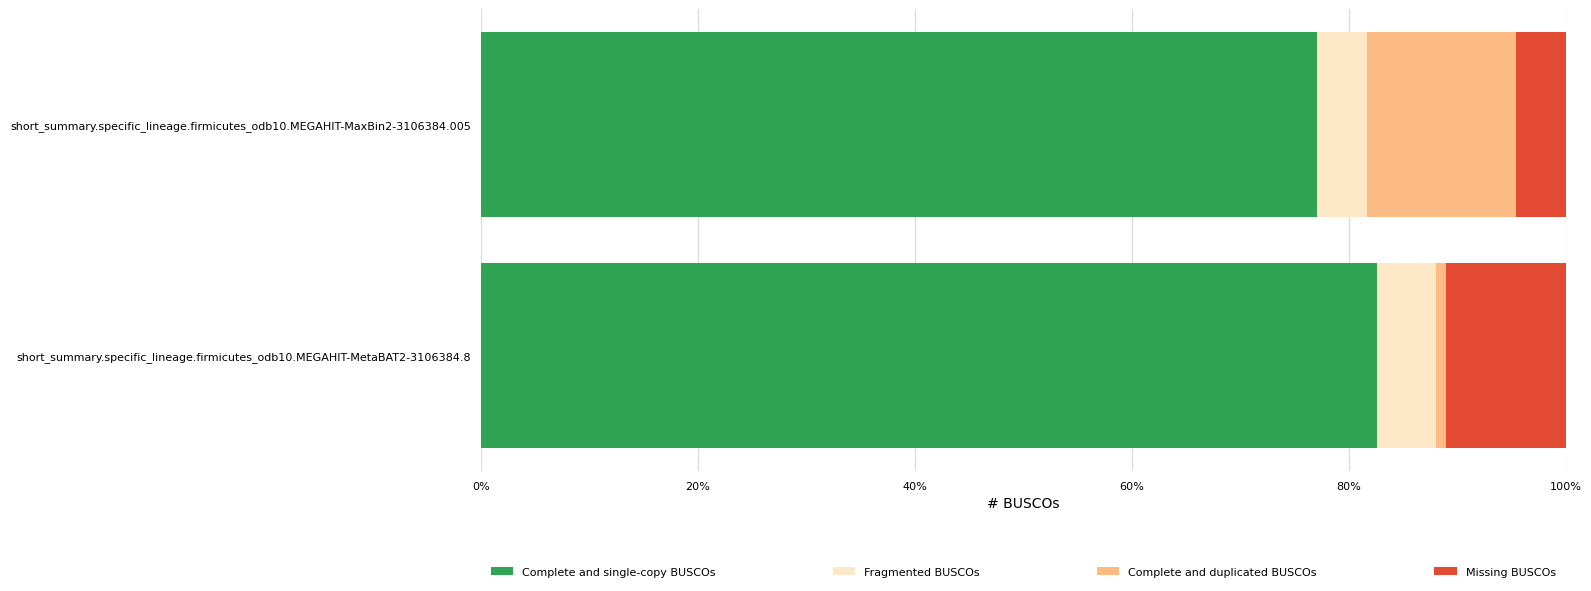 short_summary.specific_lineage.firmicutes_odb10.MEGAHIT-MaxBin2-3106384.005
short_summary.specific_lineage.firmicutes_odb10.MEGAHIT-MetaBAT2-3106384.8
0% 20% 40% 60% 80% 100%
# BUSCOs
Complete and single-copy BUSCOs Fragmented BUSCOs Complete and duplicated BUSCOs Missing BUSCOs